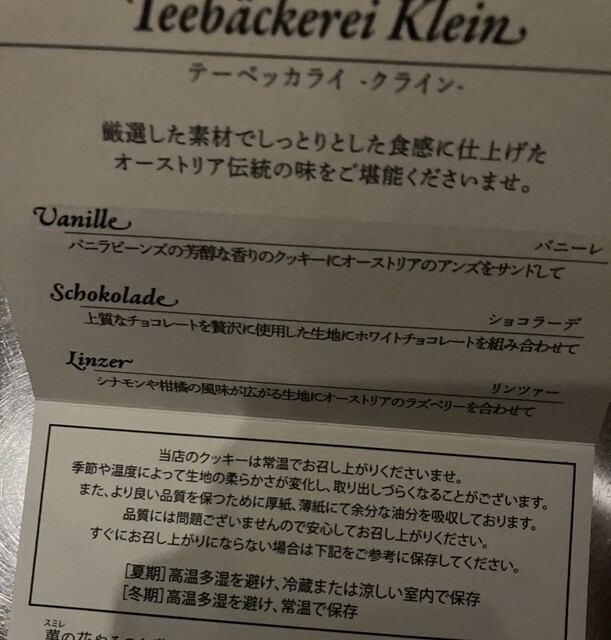 Teebäckerei Klein
テーベッカライ -クライン-
厳選した素材でしっとりとした食感に仕上げた
オーストリア伝統の味をご堪能くださいませ。
Vanille
バニーレ
バニラビーンズの芳醇な香りのクッキーにオーストリアのアンズをサンドして
Schokolade
ショコラーデ
上質なチョコレートを贅沢に使用した生地にホワイトチョコレートを組み合わせて
Linzer
リンツァー
シナモンや柑橘の風味が広がる生地にオーストリアのラズベリーを合わせて
当店のクッキーは常温でお召し上がりくださいませ。
季節や温度によって生地の柔らかさが変化し、取り出しづらくなることがございます。
また、より良い品質を保つために厚紙、薄紙にて余分な油分を吸収しております。
品質には問題ございませんので安心してお召し上がりください。
すぐにお召し上がりにならない場合は下記をご参考に保存してください。
[夏期]高温多湿を避け、冷蔵または涼しい室内で保存
[冬期]高温多湿を避け、常温で保存
スミレ
菫の花